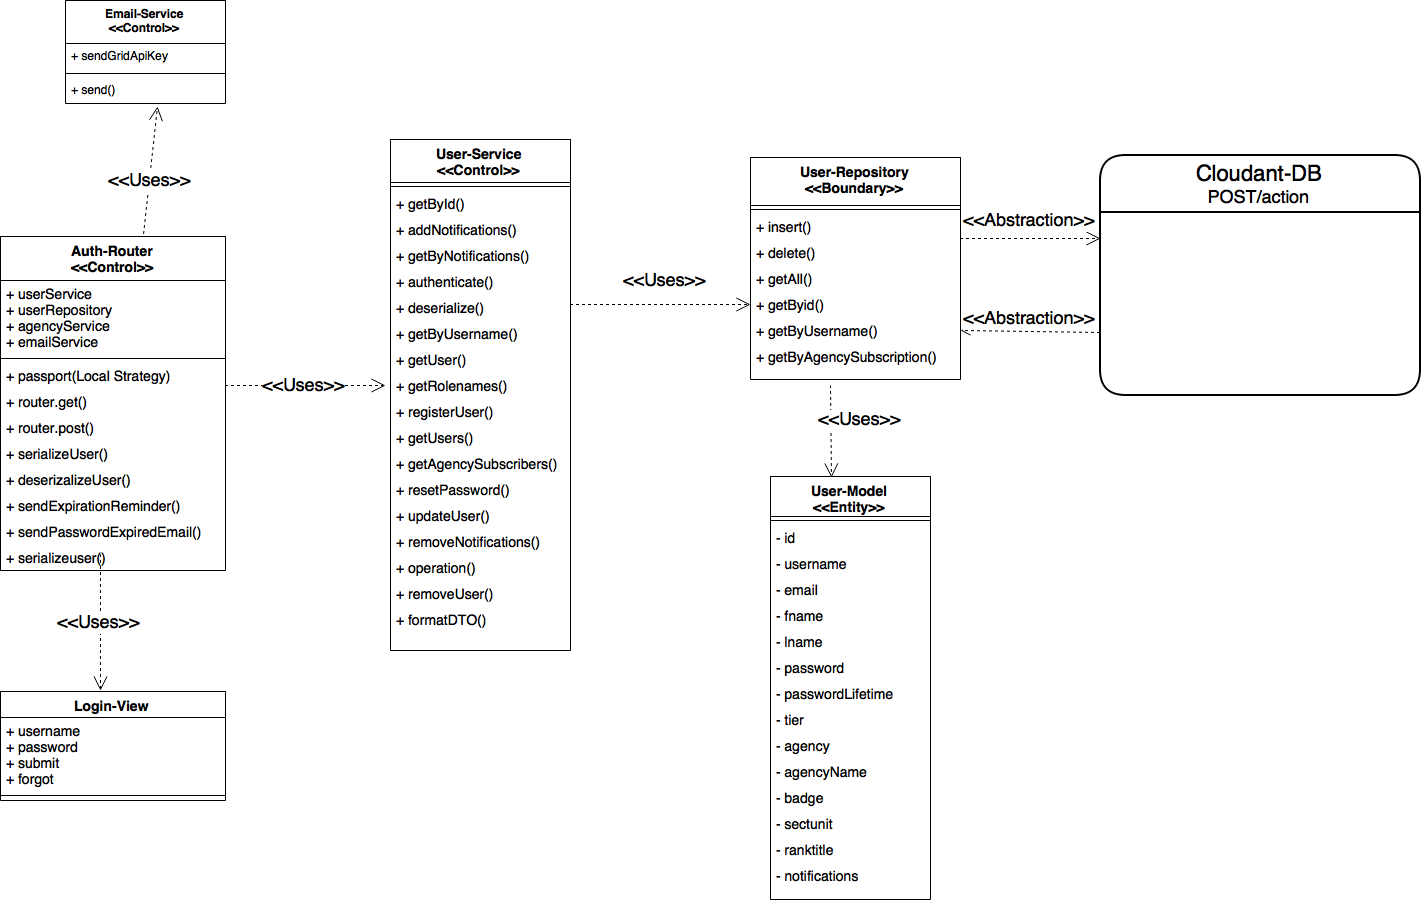 Email-Service
<<Control>>
+ sendGridApiKey
+ send()
<<Uses>>
Auth-Router
<<Control>>
+ userService
+ userRepository
+ agencyService
+ emailService
+ passport(Local Strategy)
+ router.get()
+ router.post()
+ serializeUser()
+ deserizalizeUser()
+ sendExpirationReminder()
+ sendPasswordExpiredEmail()
+ serializeuser()
<<Uses>>
Login-View
+ username
+ password
+ submit
+ forgot
<<Uses>>
User-Service
<<Control>>
+ getById()
+ addNotifications()
+ getByNotifications()
+ authenticate()
+ deserialize()
+ getByUsername()
+ getUser()
+ getRolenames()
+ registerUser()
+ getUsers()
+ getAgencySubscribers()
+ resetPassword()
+ updateUser()
+ removeNotifications()
+ operation()
+ removeUser()
+ formatDTO()
<<Uses>>
User-Repository
<<Boundary>>
+ insert()
+ delete()
+ getAll()
+ getByid()
+ getByUsername()
+ getByAgencySubscription()
<<Uses>>
User-Model
<<Entity>>
- id
- username
- email
- fname
- lname
- password
- passwordLifetime
- tier
- agency
- agencyName
- badge
- sectunit
- ranktitle
- notifications
<<Abstraction>>
<<Abstraction>>
Cloudant-DB
POST/action